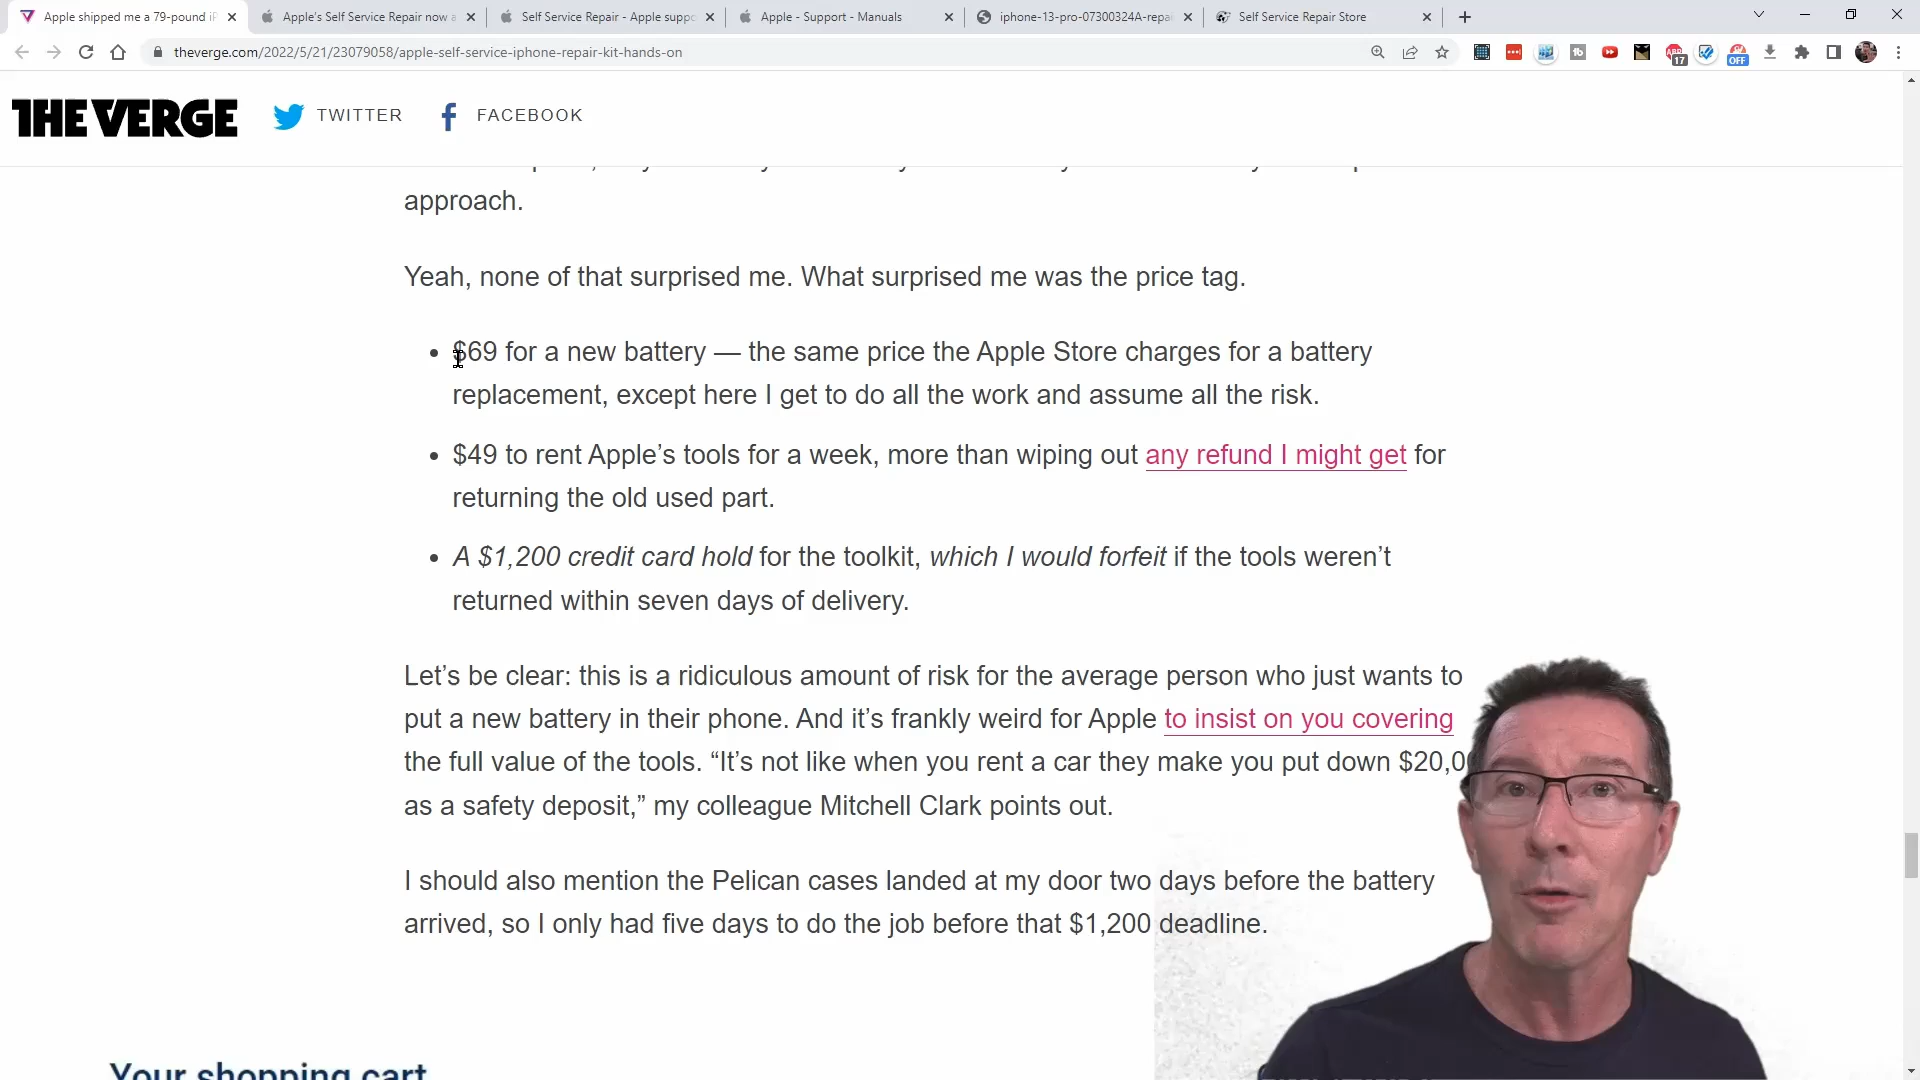 Apple shipped me a 79-pound iP
Apple's Self Service Repair now a
Self Service Repair - Apple suppo
Apple - Support - Manuals
iphone-13-pro-07300324A-repai
Self Service Repair Store
theverge.com/2022/5/21/23079058/apple-self-service-iphone-repair-kit-hands-on
17
OFF
THE VERGE
TWITTER
FACEBOOK
approach.
Yeah, none of that surprised me. What surprised me was the price tag.
• $69 for a new battery — the same price the Apple Store charges for a battery
replacement, except here I get to do all the work and assume all the risk.
• $49 to rent Apple’s tools for a week, more than wiping out any refund I might get for
returning the old used part.
• A $1,200 credit card hold for the toolkit, which I would forfeit if the tools weren’t
returned within seven days of delivery.
Let’s be clear: this is a ridiculous amount of risk for the average person who just wants to
put a new battery in their phone. And it’s frankly weird for Apple to insist on you covering
the full value of the tools. “It’s not like when you rent a car they make you put down $20,0
as a safety deposit,” my colleague Mitchell Clark points out.
I should also mention the Pelican cases landed at my door two days before the battery
arrived, so I only had five days to do the job before that $1,200 deadline.
Your shopping cart